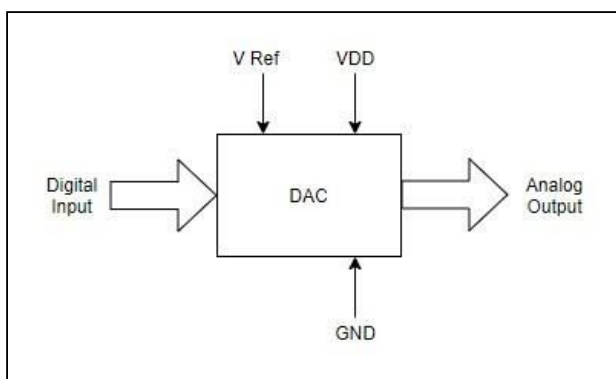 V Ref
VDD
Digital
Input
DAC
Analog
Output
GND